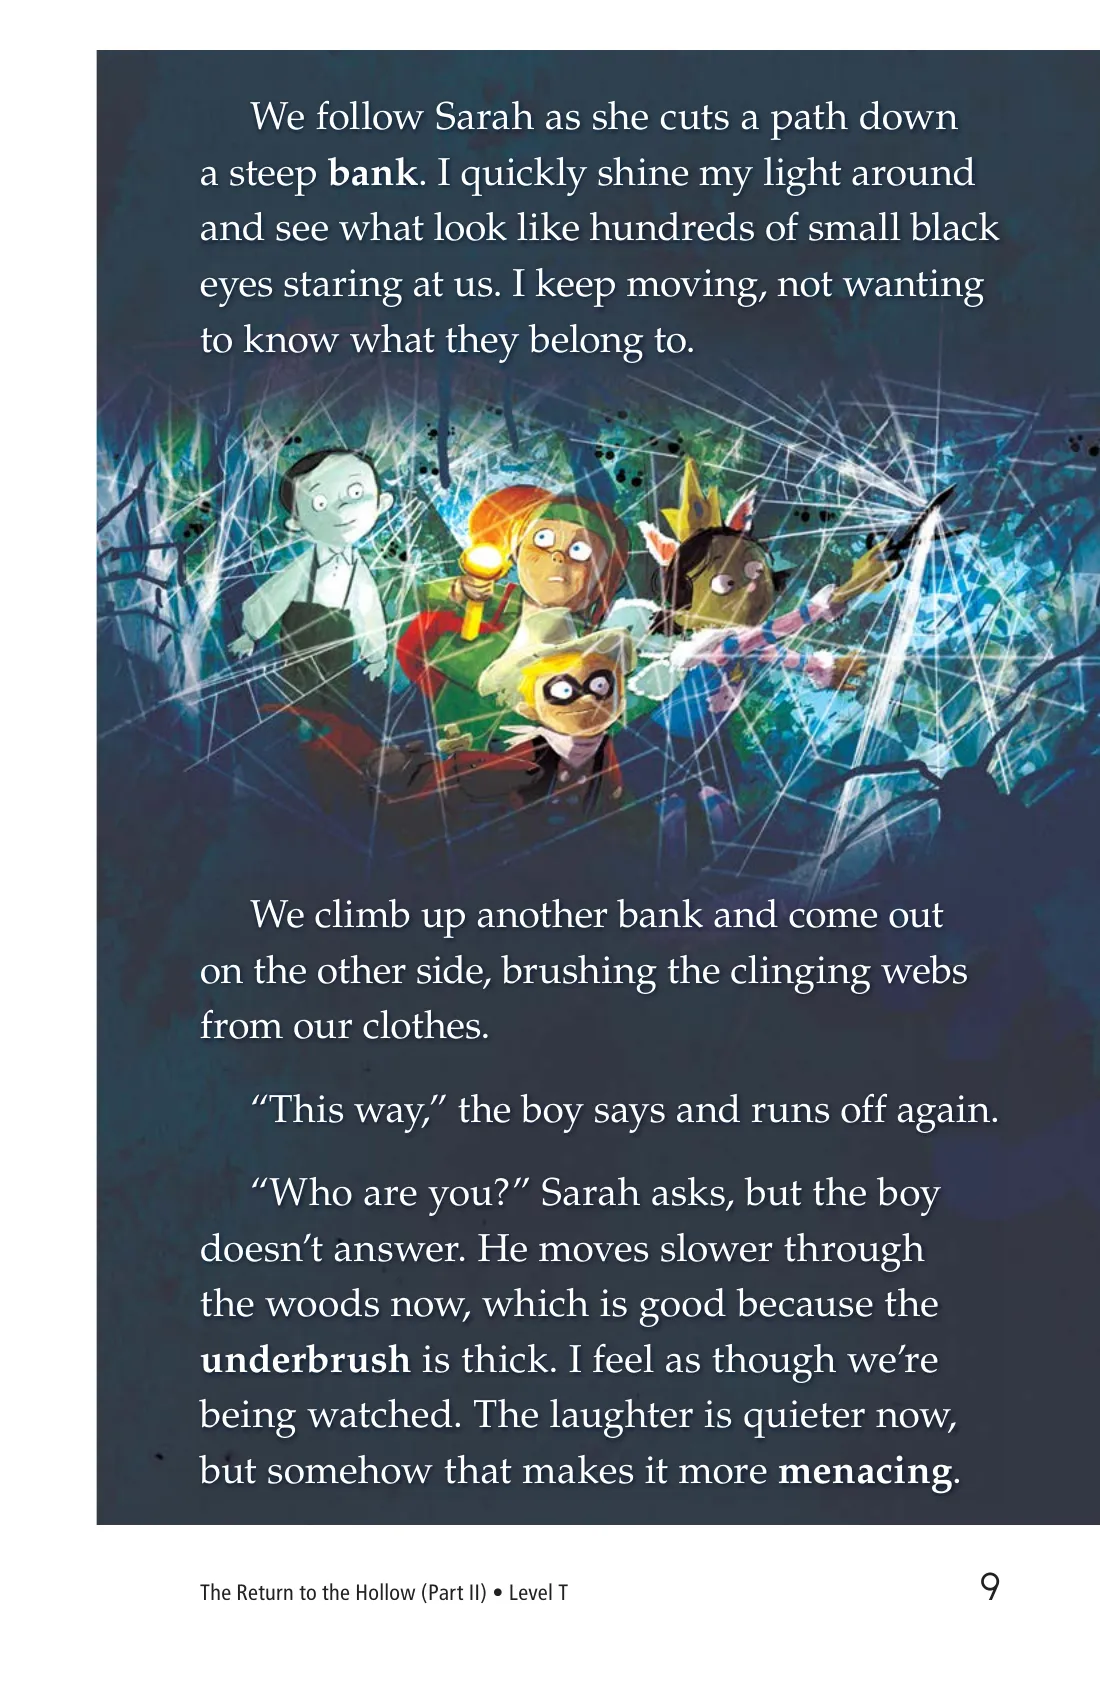 We follow Sarah as she cuts a path down
a steep bank. I quickly shine my light around
and see what look like hundreds of small black
eyes staring at us. I keep moving, not wanting
to know what they belong to.
We climb up another bank and come out
on the other side, brushing the clinging webs
from our clothes.
“This way,” the boy says and runs off again.
“Who are you?” Sarah asks, but the boy
doesn’t answer. He moves slower through
the woods now, which is good because the
underbrush is thick. I feel as though we’re
being watched. The laughter is quieter now,
but somehow that makes it more menacing.
The Return to the Hollow (Part II) • Level T
9